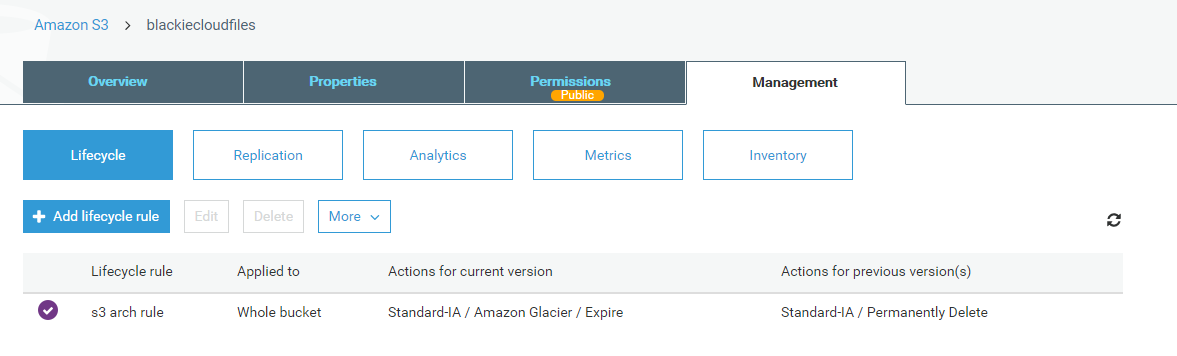 Amazon S3 > blackiecloudfiles
Overview Properties Permissions Management
Public
Lifecycle Replication Analytics Metrics Inventory
+ Add lifecycle rule Edit Delete More
Lifecycle rule Applied to Actions for current version Actions for previous version(s)
s3 arch rule Whole bucket Standard-IA / Amazon Glacier / Expire Standard-IA / Permanently Delete